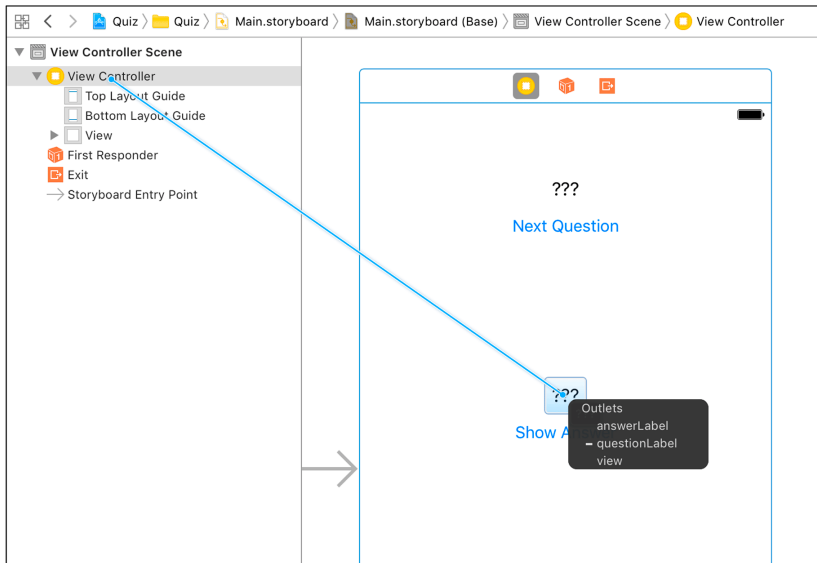 Quiz Quiz Main.storyboard Main.storyboard (Base) View Controller Scene View Controller
View Controller Scene
View Controller
Top Layout Guide
Bottom Layout Guide
View
First Responder
Exit
Storyboard Entry Point
???
Next Question
???
Show A
Outlets
answerLabel
– questionLabel
view